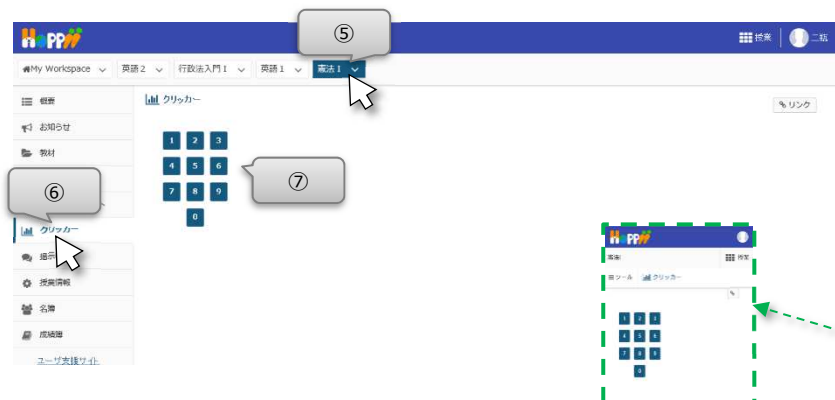 Hoppii
⑤
授業
二瓶
My Workspace
英語2
行政法入門I
英語1
憲法I
概要
クリッカー
リンク
お知らせ
教材
1 2 3
4 5 6
7 8 9
0
⑥
⑦
クリッカー
掲示
授業情報
名簿
成績簿
ユーザ支援サイト
Hoppii
授業
ツール
クリッカー
1 2 3
4 5 6
7 8 9
0